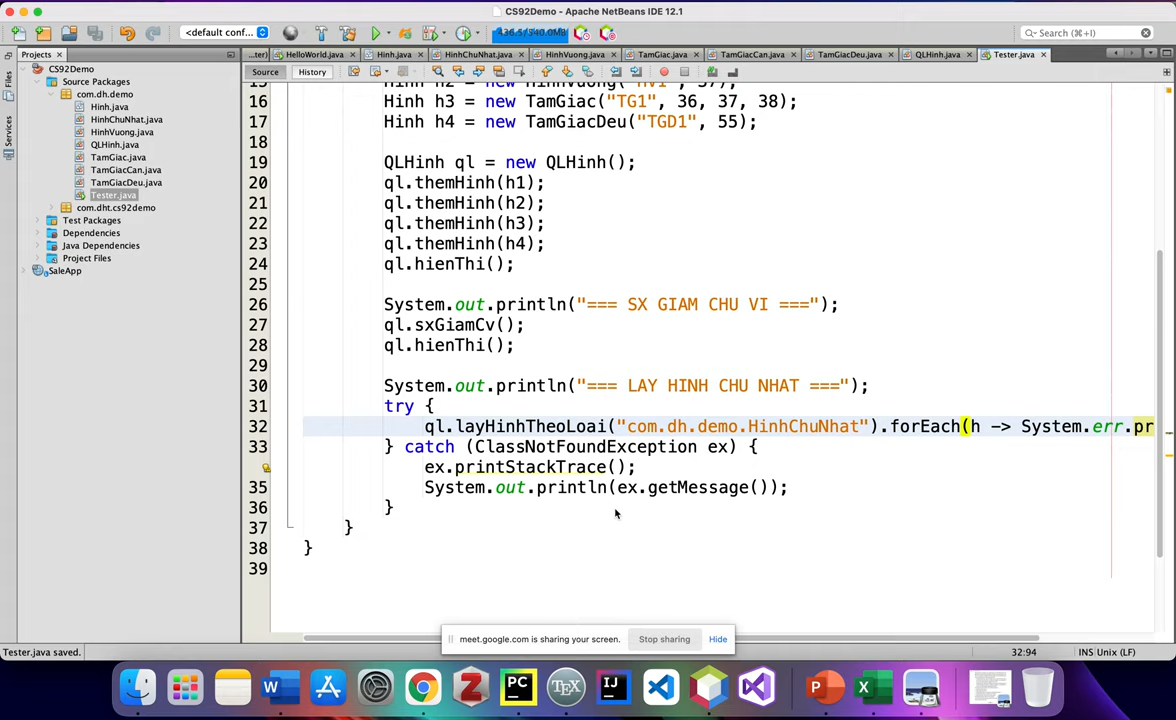 CS92Demo - Apache NetBeans IDE 12.1
<default conf...
436.5/540.0MB
Search (⌘+I)
Projects
...ter)
HelloWorld.java
Hinh.java
HinhChuNhat.java
HinhVuong.java
TamGiac.java
TamGiacCan.java
TamGiacDeu.java
QLHinh.java
Tester.java
Files
Services
CS92Demo
Source Packages
com.dh.demo
Hinh.java
HinhChuNhat.java
HinhVuong.java
QLHinh.java
TamGiac.java
TamGiacCan.java
TamGiacDeu.java
Tester.java
com.dht.cs92demo
Test Packages
Dependencies
Java Dependencies
Project Files
SaleApp
Source
History
16 Hinh h3 = new TamGiac("TG1", 36, 37, 38);
17 Hinh h4 = new TamGiacDeu("TGD1", 55);
18
19 QLHinh ql = new QLHinh();
20 ql.themHinh(h1);
21 ql.themHinh(h2);
22 ql.themHinh(h3);
23 ql.themHinh(h4);
24 ql.hienThi();
25
26 System.out.println("=== SX GIAM CHU VI ===");
27 ql.sxGiamCv();
28 ql.hienThi();
29
30 System.out.println("=== LAY HINH CHU NHAT ===");
31 try {
32 ql.layHinhTheoLoai("com.dh.demo.HinhChuNhat").forEach(h -> System.err.pr
33 } catch (ClassNotFoundException ex) {
ex.printStackTrace();
35 System.out.println(ex.getMessage());
36 }
37 }
38 }
39
meet.google.com is sharing your screen.
Stop sharing
Hide
Tester.java saved.
32:94
INS
Unix (LF)